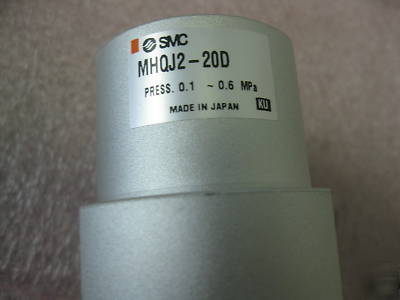 SMC
MHQJ2-20D
PRESS. 0.1 ~ 0.6 MPa
MADE IN JAPAN KU